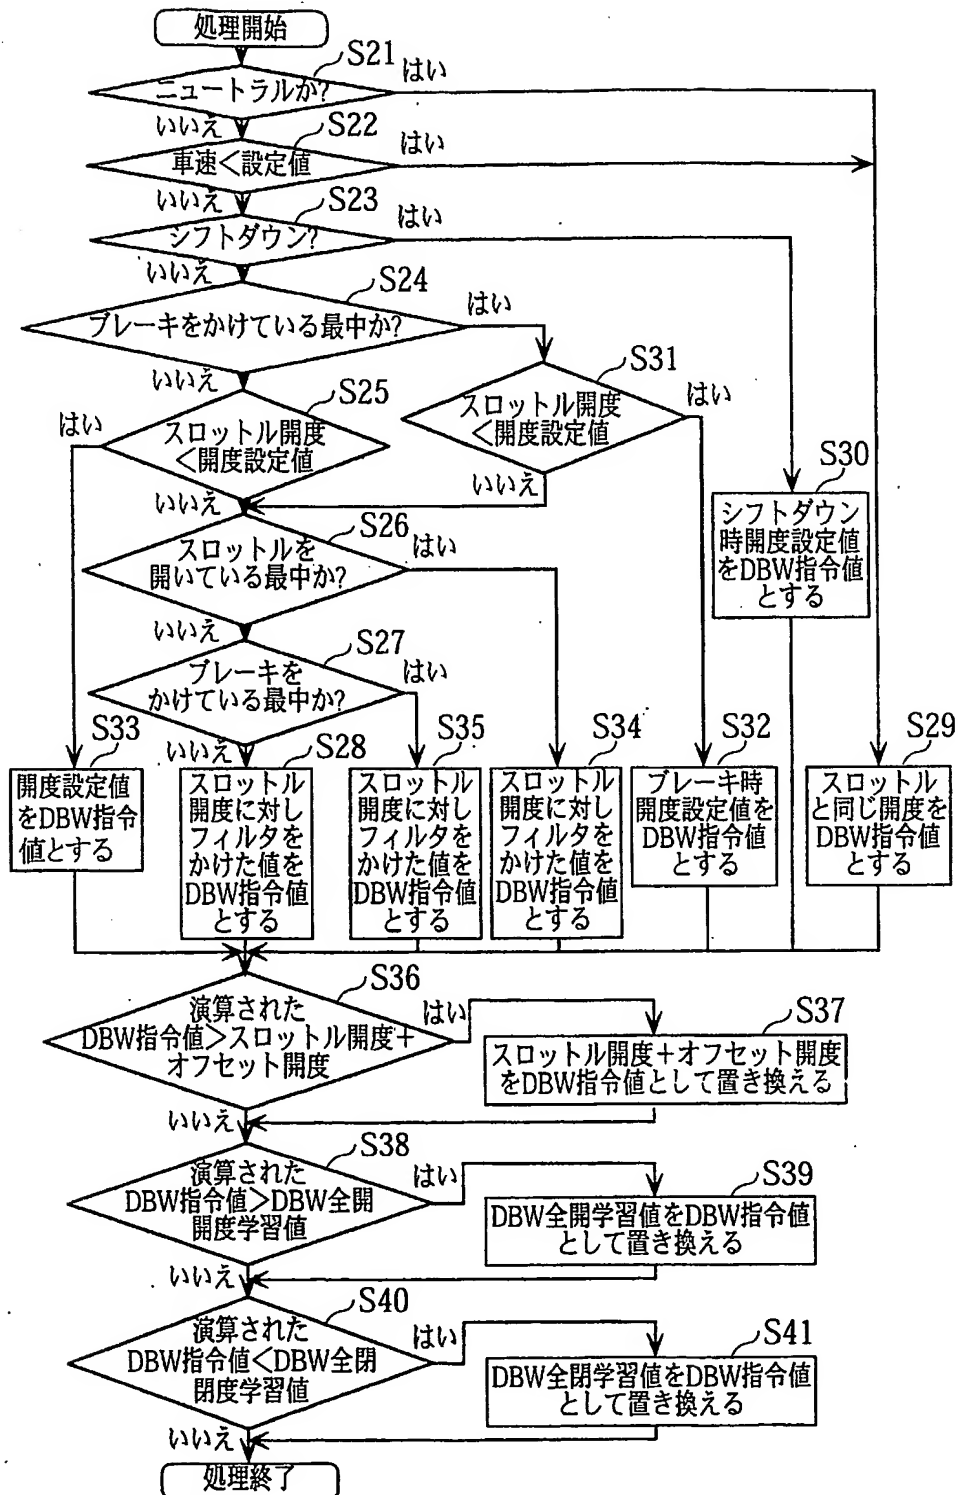 処理開始
S21
ニュートラルか?
はい
いいえ
S22
車速<設定値
はい
いいえ
S23
シフトダウン?
はい
いいえ
S24
ブレーキをかけている最中か?
はい
いいえ
S25
スロットル開度
<開度設定値
はい
いいえ
S31
スロットル開度
<開度設定値
はい
いいえ
S30
シフトダウン
時開度設定値
をDBW指令値
とする
S26
スロットルを
開いている最中か?
はい
いいえ
S27
ブレーキを
かけている最中か?
はい
いいえ
S33
開度設定値
をDBW指令
値とする
S28
スロットル
開度に対し
フィルタを
かけた値を
DBW指令値
とする
S35
スロットル
開度に対し
フィルタを
かけた値を
DBW指令値
とする
S34
スロットル
開度に対し
フィルタを
かけた値を
DBW指令値
とする
S32
ブレーキ時
開度設定値を
DBW指令値
とする
S29
スロットル
と同じ開度を
DBW指令値
とする
S36
演算された
DBW指令値>スロットル開度+
オフセット開度
はい
いいえ
S37
スロットル開度+オフセット開度
をDBW指令値として置き換える
S38
演算された
DBW指令値>DBW全開
開度学習値
はい
いいえ
S39
DBW全開学習値をDBW指令値
として置き換える
S40
演算された
DBW指令値<DBW全閉
閉度学習値
はい
いいえ
S41
DBW全閉学習値をDBW指令値
として置き換える
処理終了